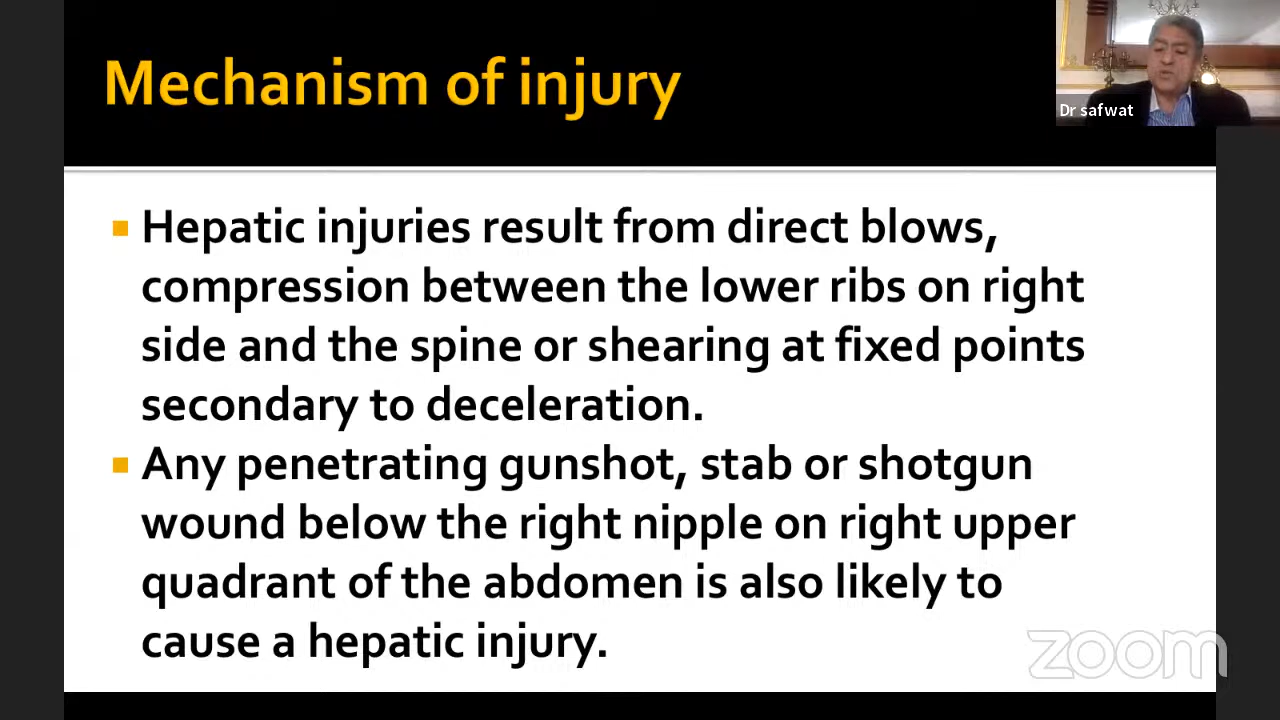 Mechanism of injury
Dr safwat
Hepatic injuries result from direct blows,
compression between the lower ribs on right
side and the spine or shearing at fixed points
secondary to deceleration.
Any penetrating gunshot, stab or shotgun
wound below the right nipple on right upper
quadrant of the abdomen is also likely to
cause a hepatic injury.
zoom